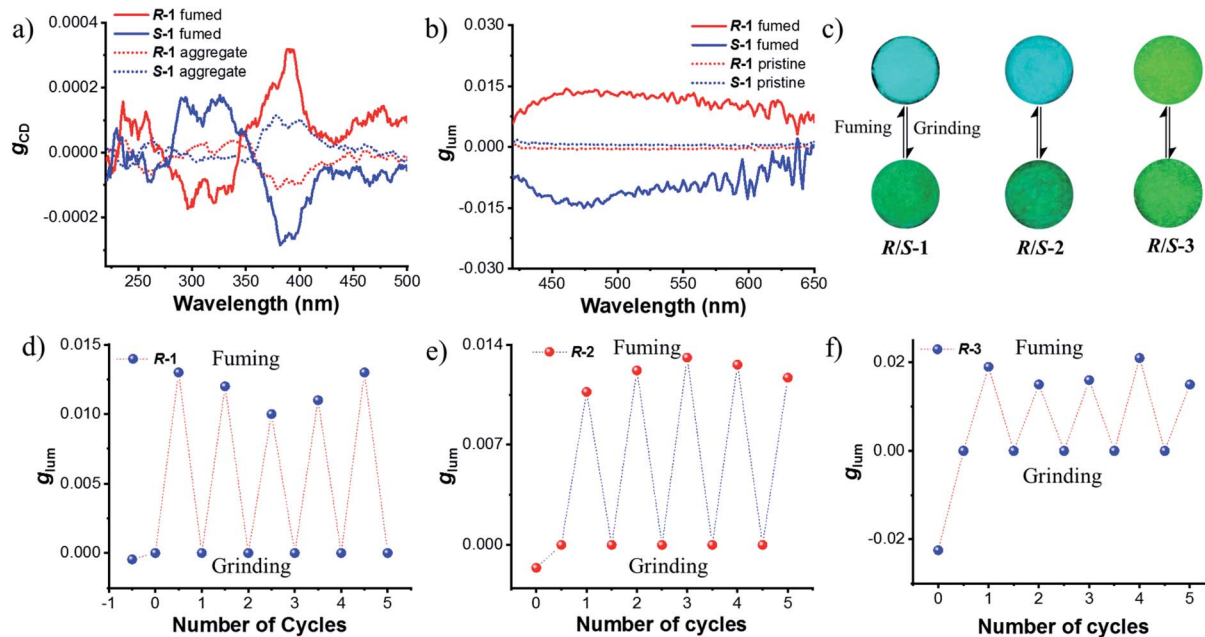 a)
0.0004
0.0002
0.0000
-0.0002
g_CD
R-1 fumed
S-1 fumed
R-1 aggregate
S-1 aggregate
250 300 350 400 450 500
Wavelength (nm)
b)
0.030
0.015
0.000
-0.015
-0.030
g_lum
R-1 fumed
S-1 fumed
R-1 pristine
S-1 pristine
450 500 550 600 650
Wavelength (nm)
c)
Fuming Grinding
R/S-1 R/S-2 R/S-3
d)
0.015
0.010
0.005
0.000
g_lum
R-1
Fuming
Grinding
-1 0 1 2 3 4 5
Number of Cycles
e)
0.014
0.007
0.000
g_lum
R-2
Fuming
Grinding
0 1 2 3 4 5
Number of cycles
f)
0.02
0.00
-0.02
g_lum
R-3
Fuming
Grinding
0 1 2 3 4 5
Number of cycles